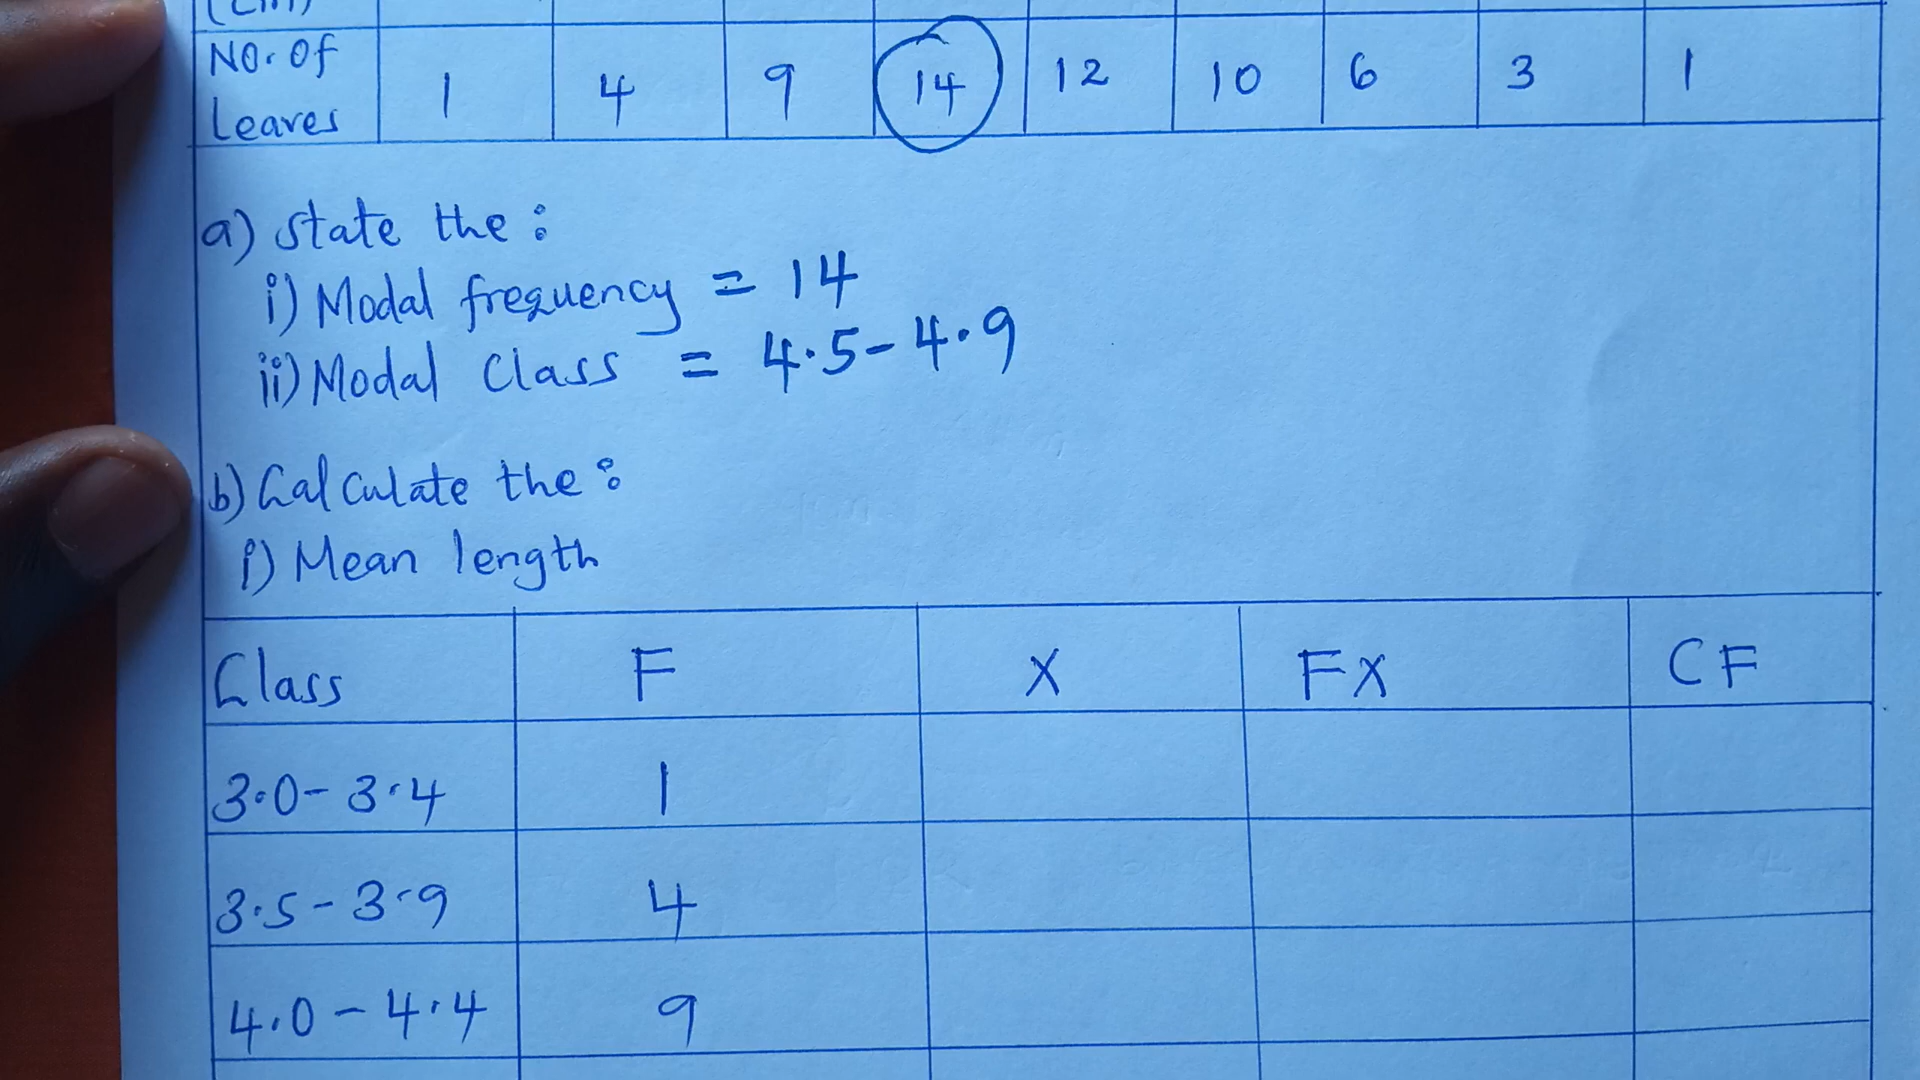 (Cm)
No. of Leaves 1 4 9 14 12 10 6 3 1
a) State the :
i) Modal frequency = 14
ii) Modal Class = 4.5 - 4.9
b) Calculate the :
i) Mean length
Class F X FX CF
3.0 - 3.4 1
3.5 - 3.9 4
4.0 - 4.4 9